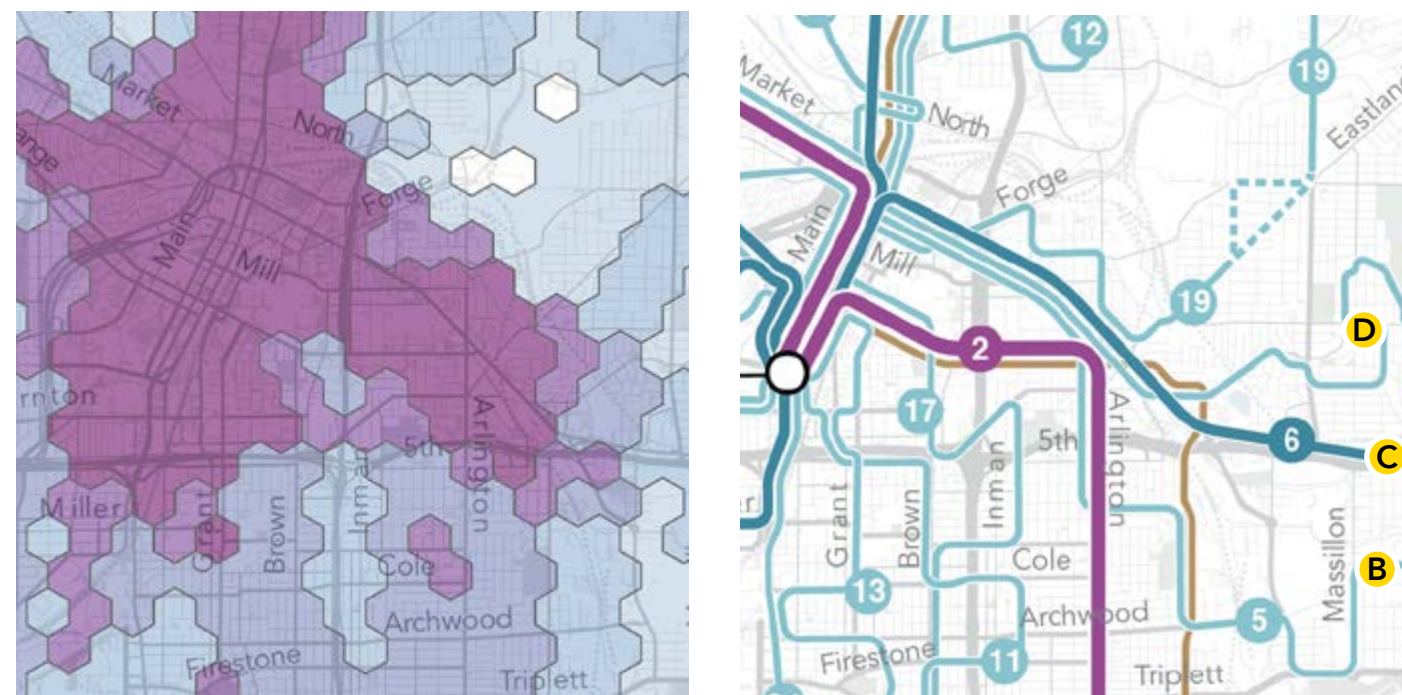 Market
ange
North
Forge
Main
Mill
rnton
Arlington
5th
Miller
Grant
Brown
Inman
Cole
Archwood
Firestone
Triplett
12
19
Market
North
Eastlan
Forge
Main
Mill
19
D
2
17
Arlington
5th
6
C
r
Grant
Brown
Inman
Cole
Massillon
B
13
Archwood
5
Firestone
11
Triplett